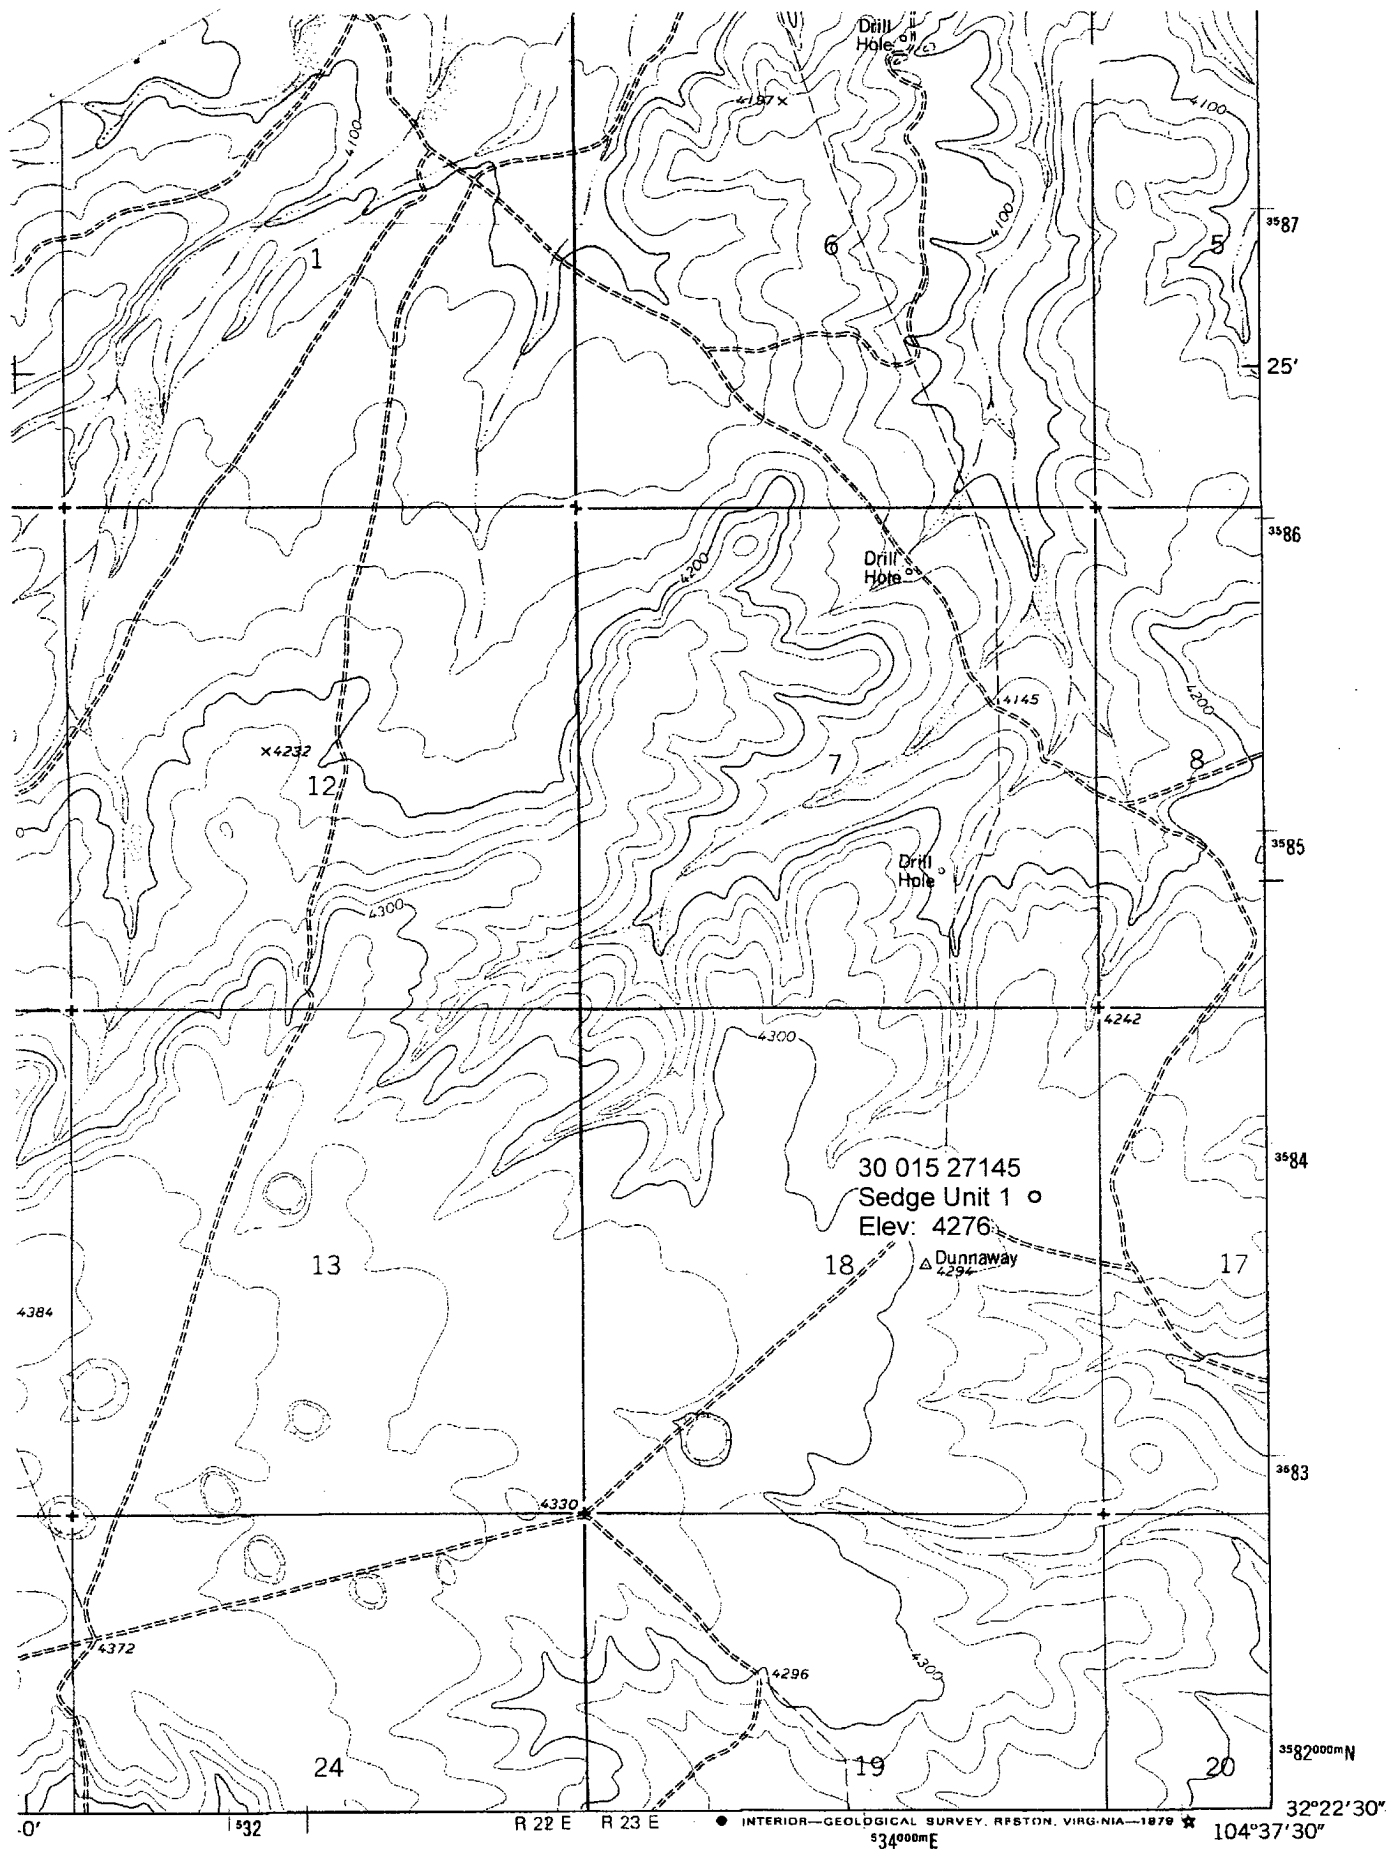 Drill
Hole
4197
4100
4100
3587
1
6
5
4100
25'
3586
Drill
Hole
4200
4145
4200
4232
12
7
8
3585
Drill
Hole
4300
4242
4300
3584
30 015 27145
Sedge Unit 1
Elev: 4276
13
18
Dunnaway
4294
17
4384
3583
4330
4372
4296
4300
24
19
20
3582000mN
32°22'30"
-0'
532
R 22 E
R 23 E
INTERIOR—GEOLOGICAL SURVEY, RESTON, VIRGINIA—1979
534000mE
104°37'30"